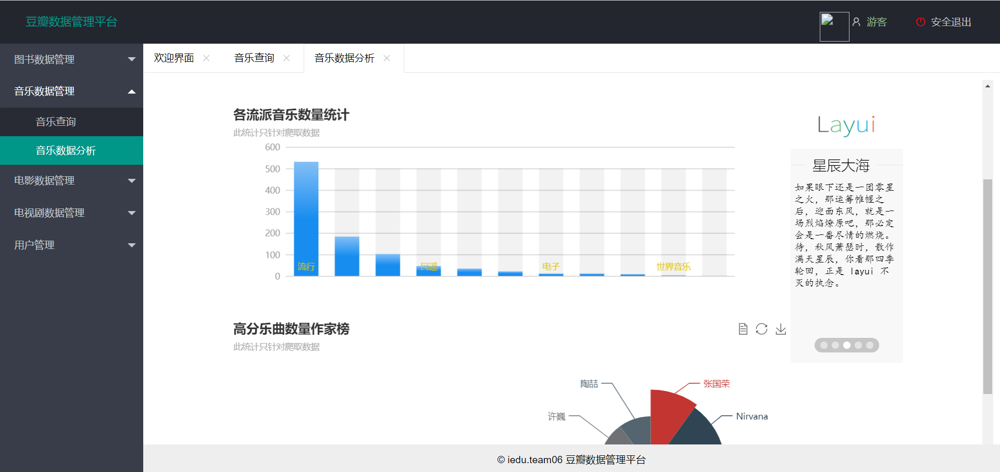 豆瓣数据管理平台
游客
安全退出
图书数据管理
音乐数据管理
音乐查询
音乐数据分析
电影数据管理
电视剧数据管理
用户管理
欢迎界面
音乐查询
音乐数据分析
各流派音乐数量统计
此统计只针对爬取数据
600
500
400
300
200
100
0
流行
民谣
电子
世界音乐
Layui
星辰大海
如果眼下还是一团零星
之火，那运筹帷幄之
后，迎面东风，就是一
场烈焰燎原吧，那必定
会是一番尽情的燃烧。
待，秋风萧瑟时，散作
满天星辰，你看那四季
轮回，正是 layui 不
灭的执念。
高分乐曲数量作家榜
此统计只针对爬取数据
陶喆
张国荣
许巍
Nirvana
© iedu.team06 豆瓣数据管理平台